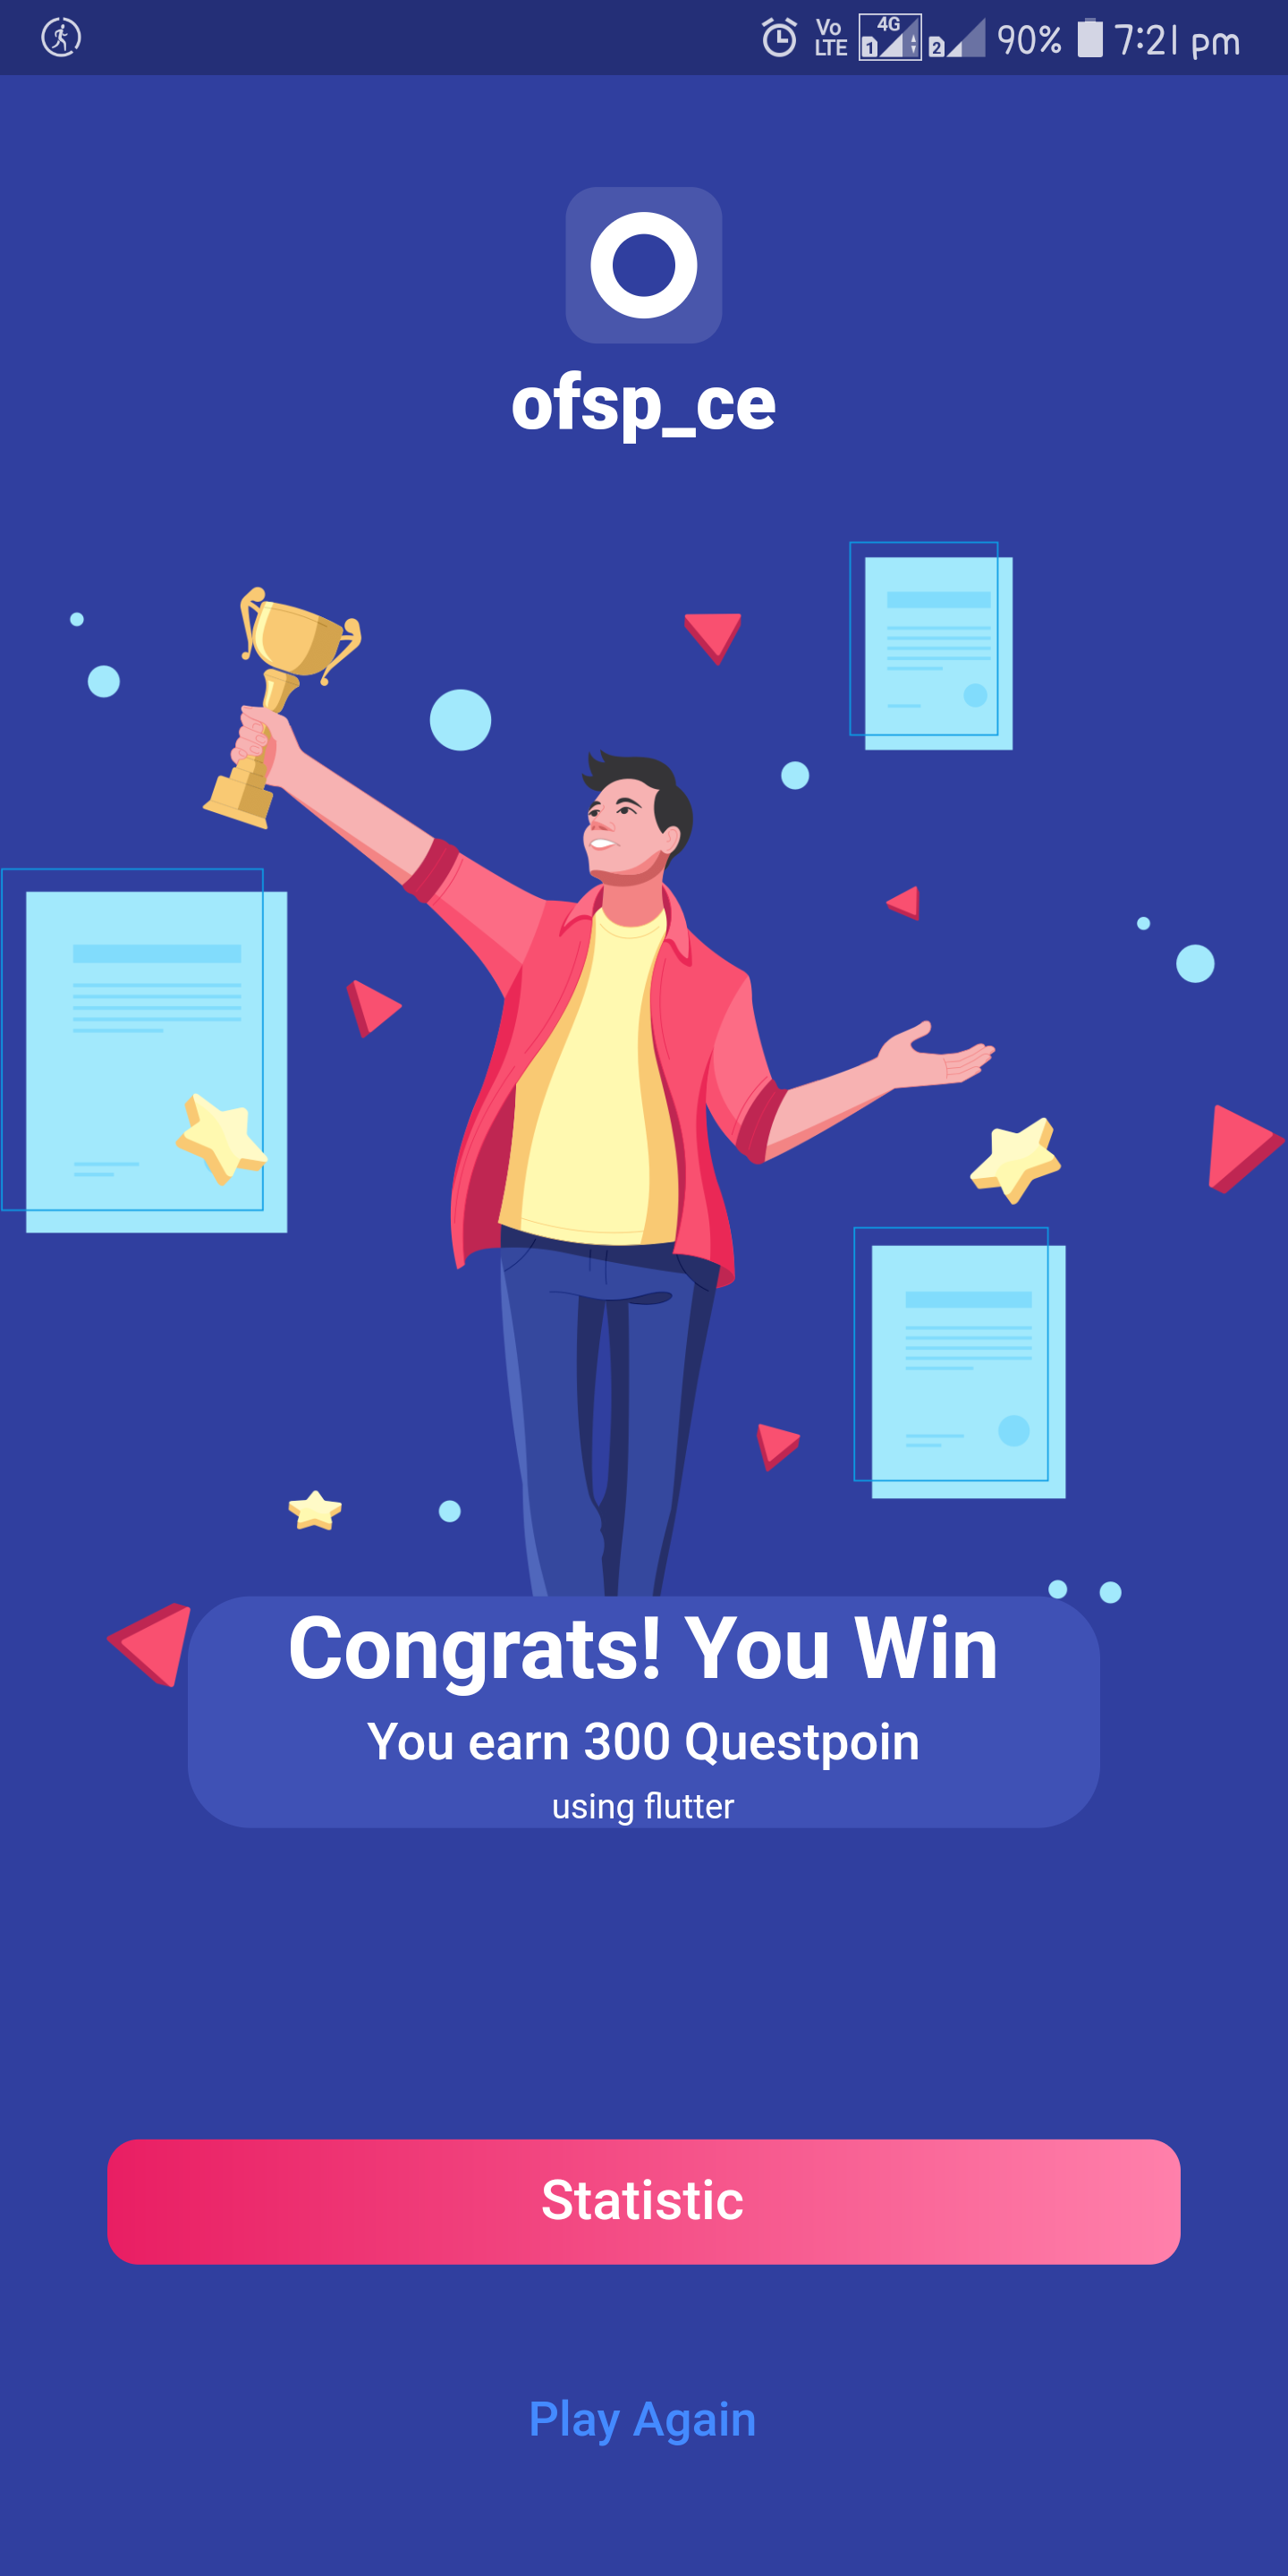 Vo LTE 4G 1 2 90% 7:21 pm
ofsp_ce
Congrats! You Win
You earn 300 Questpoin
using flutter
Statistic
Play Again